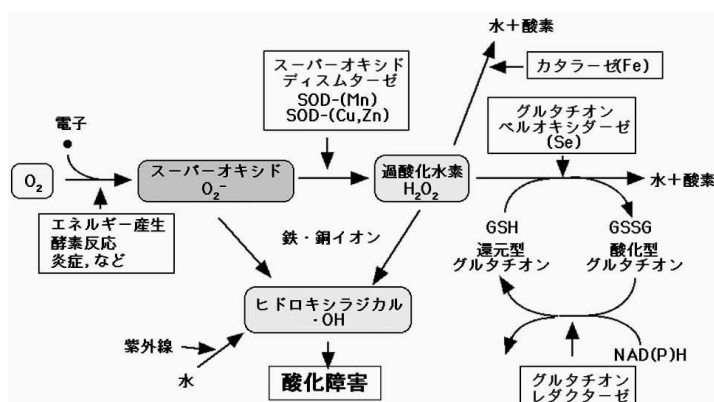 水＋酸素
スーパーオキシド
ディスムターゼ
SOD-(Mn)
SOD-(Cu,Zn)
カタラーゼ(Fe)
グルタチオン
ペルオキシダーゼ
(Se)
電子
O₂
スーパーオキシド
O₂⁻
過酸化水素
H₂O₂
水＋酸素
エネルギー産生
酵素反応
炎症, など
鉄・銅イオン
GSH
還元型
グルタチオン
GSSG
酸化型
グルタチオン
ヒドロキシラジカル
・OH
紫外線
水
酸化障害
NAD(P)H
グルタチオン
レダクターゼ